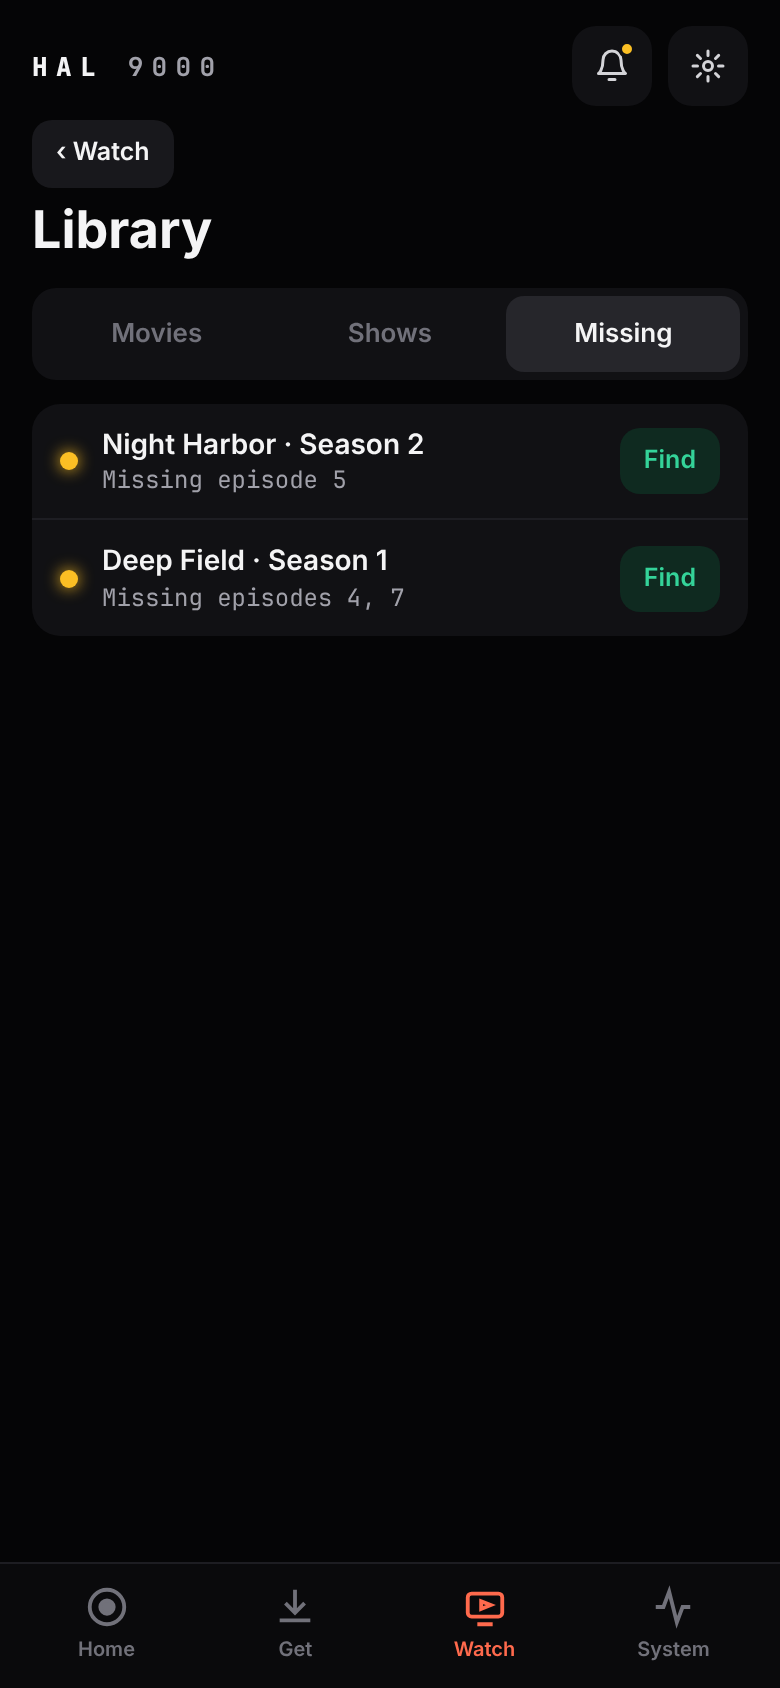 HAL 9000
‹ Watch
Library
Movies Shows Missing
Night Harbor · Season 2
Missing episode 5
Find
Deep Field · Season 1
Missing episodes 4, 7
Find
Home Get Watch System